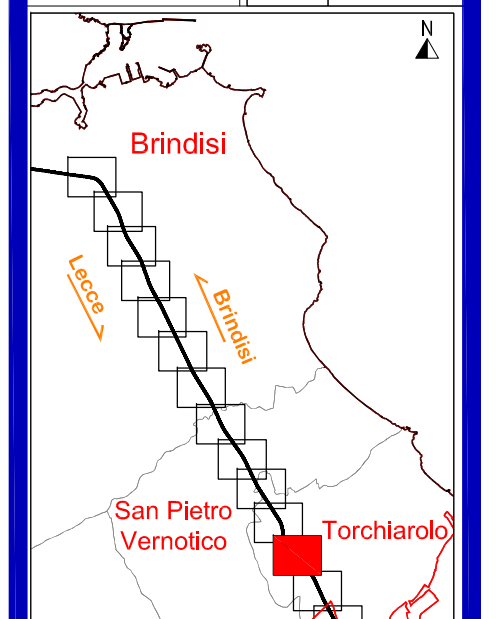 N
Brindisi
Lecce
Brindisi
San Pietro
Vernotico
Torchiarolo